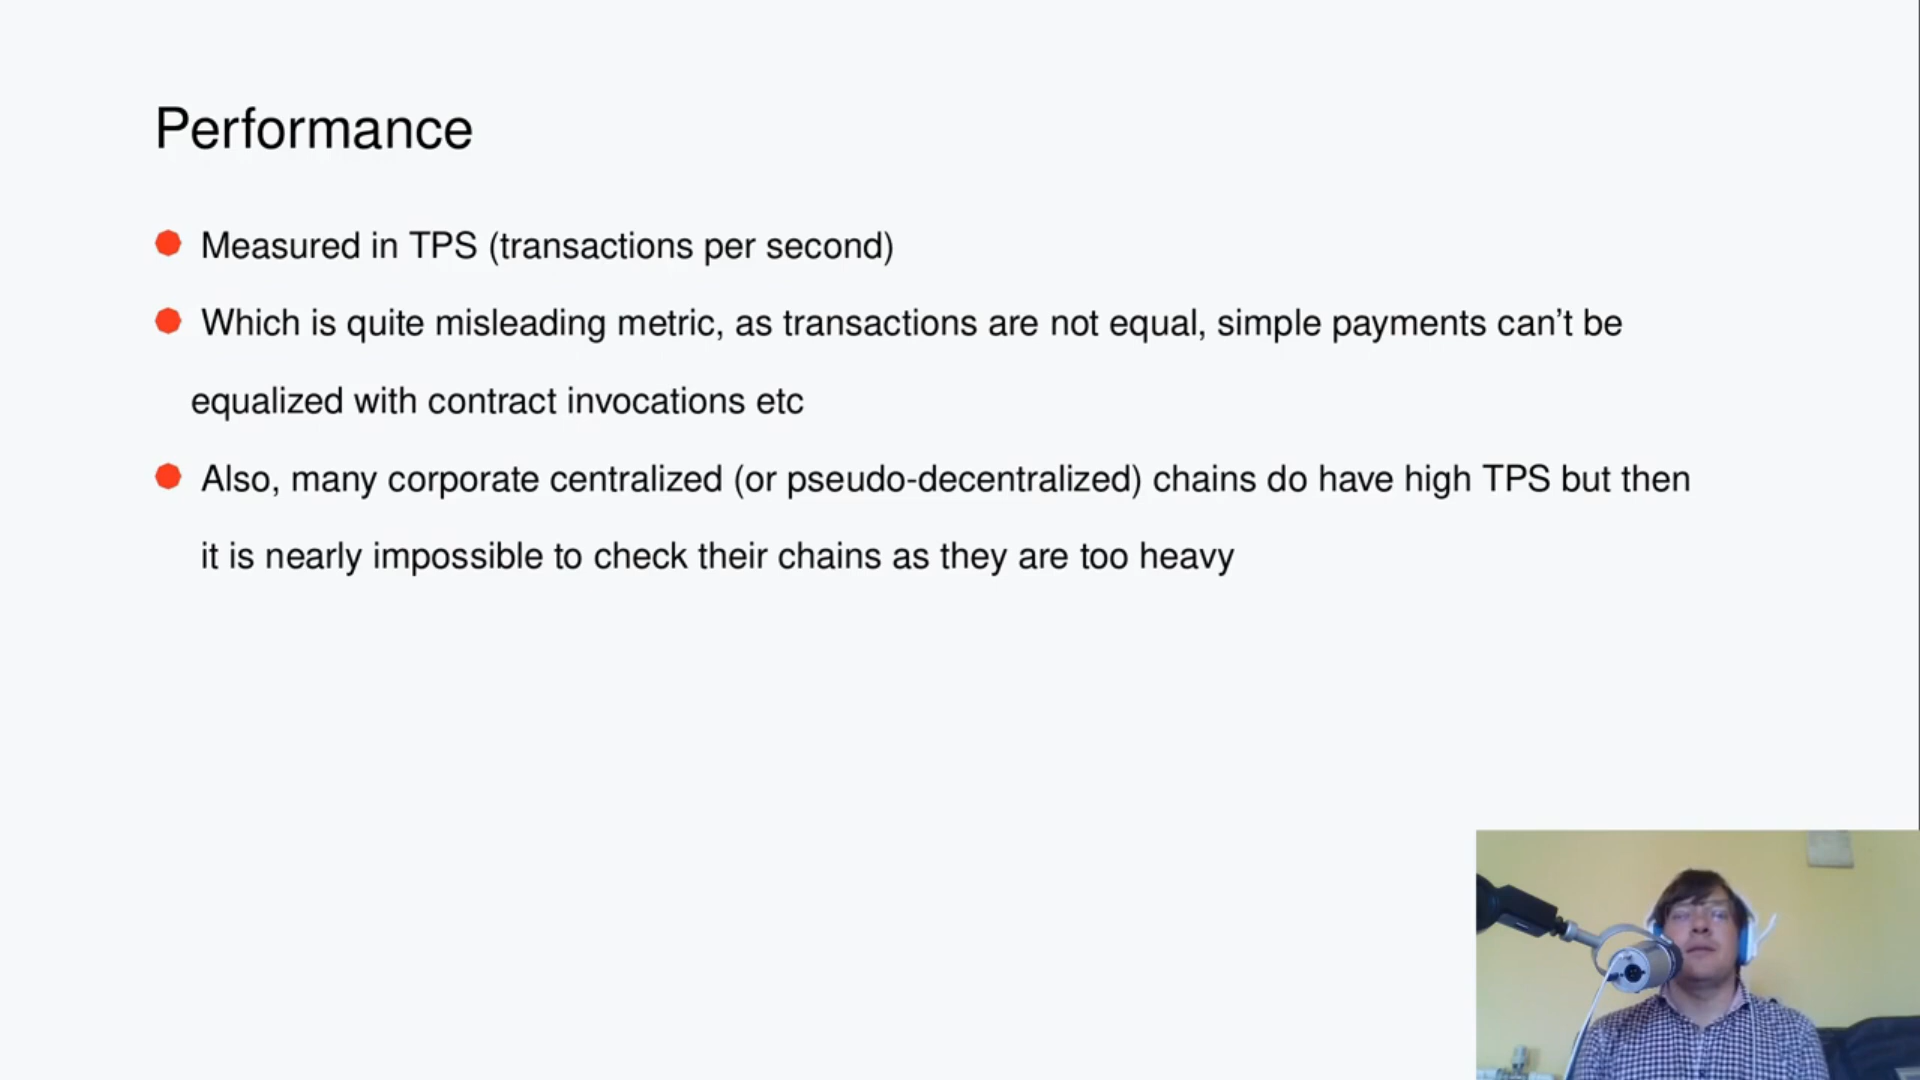 Performance
Measured in TPS (transactions per second)
Which is quite misleading metric, as transactions are not equal, simple payments can’t be
equalized with contract invocations etc
Also, many corporate centralized (or pseudo-decentralized) chains do have high TPS but then
it is nearly impossible to check their chains as they are too heavy